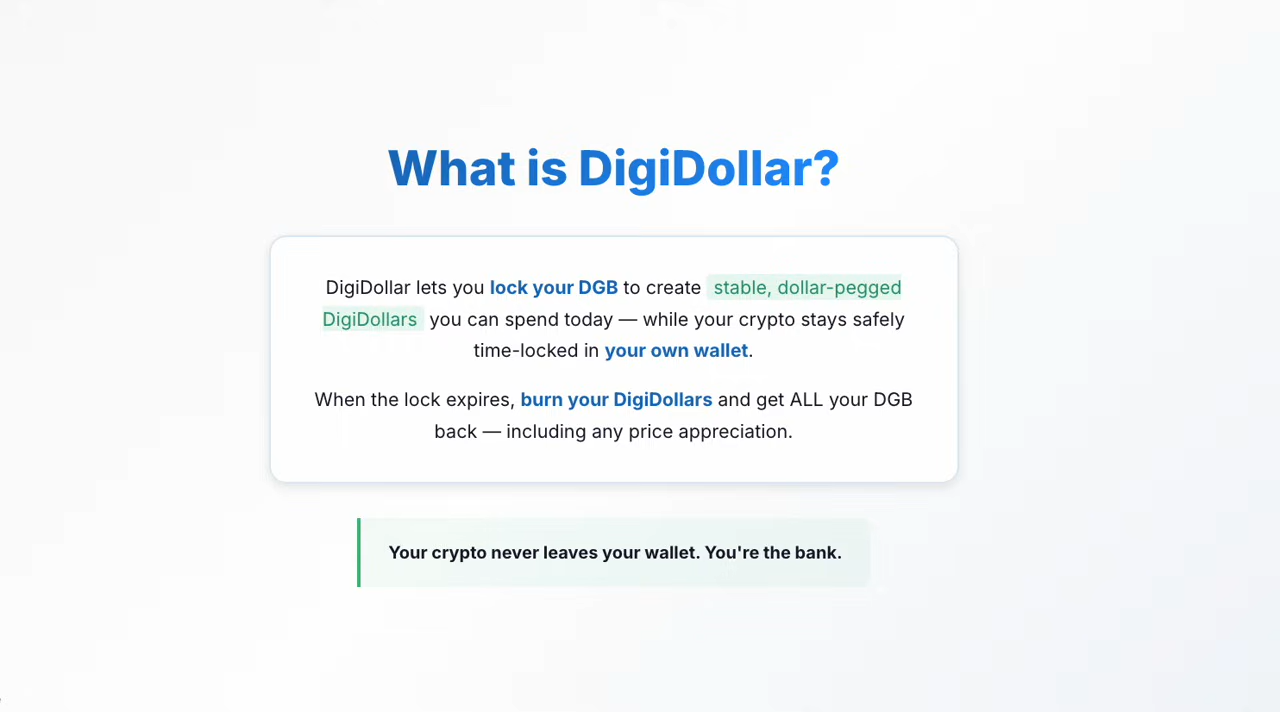 What is DigiDollar?
DigiDollar lets you lock your DGB to create stable, dollar-pegged
DigiDollars you can spend today — while your crypto stays safely
time-locked in your own wallet.
When the lock expires, burn your DigiDollars and get ALL your DGB
back — including any price appreciation.
Your crypto never leaves your wallet. You're the bank.